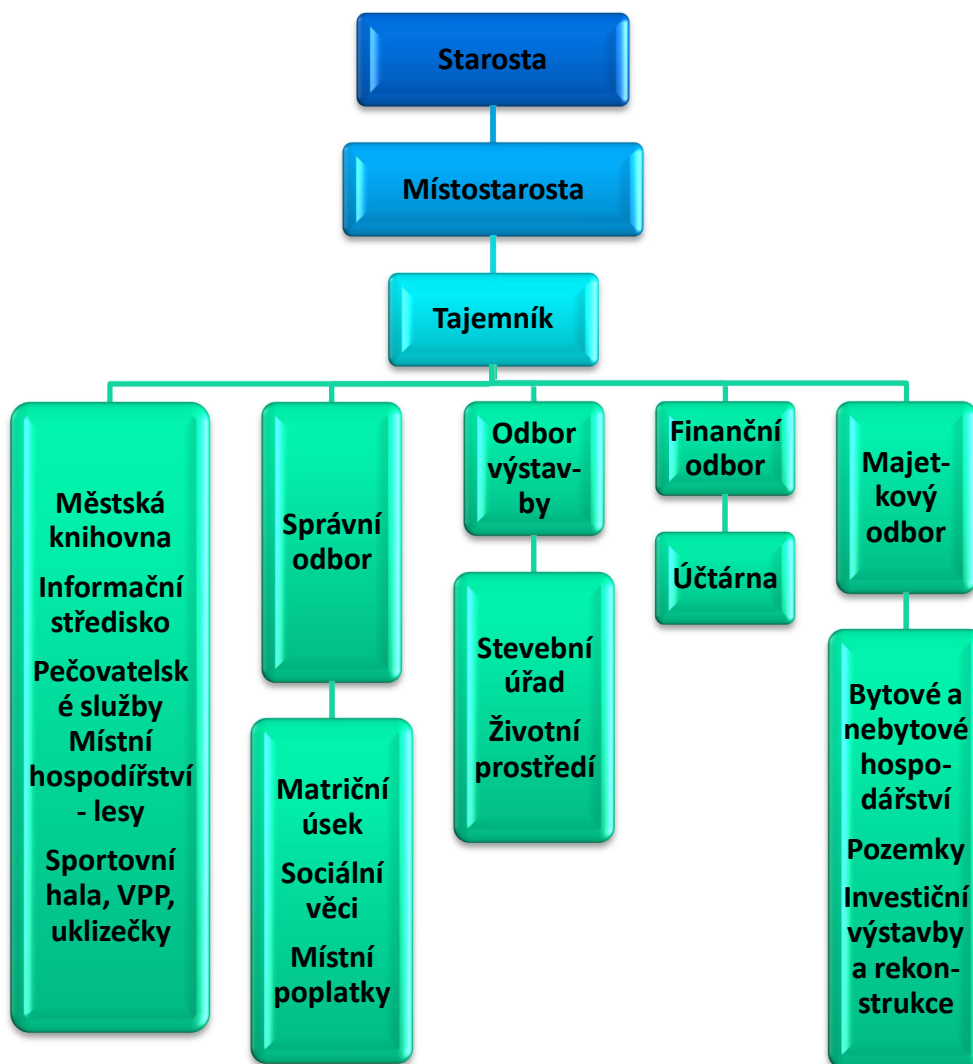 Starosta
Místostarosta
Tajemník
Městská
knihovna
Informační
středisko
Pečovatelsk
é služby
Místní
hospodířství
- lesy
Sportovní
hala, VPP,
uklizečky
Správní
odbor
Matriční
úsek
Sociální
věci
Místní
poplatky
Odbor
výstav-
by
Stevební
úřad
Životní
prostředí
Finanční
odbor
Účtárna
Majet-
kový
odbor
Bytové a
nebytové
hospo-
dářství
Pozemky
Investiční
výstavby
a rekon-
strukce